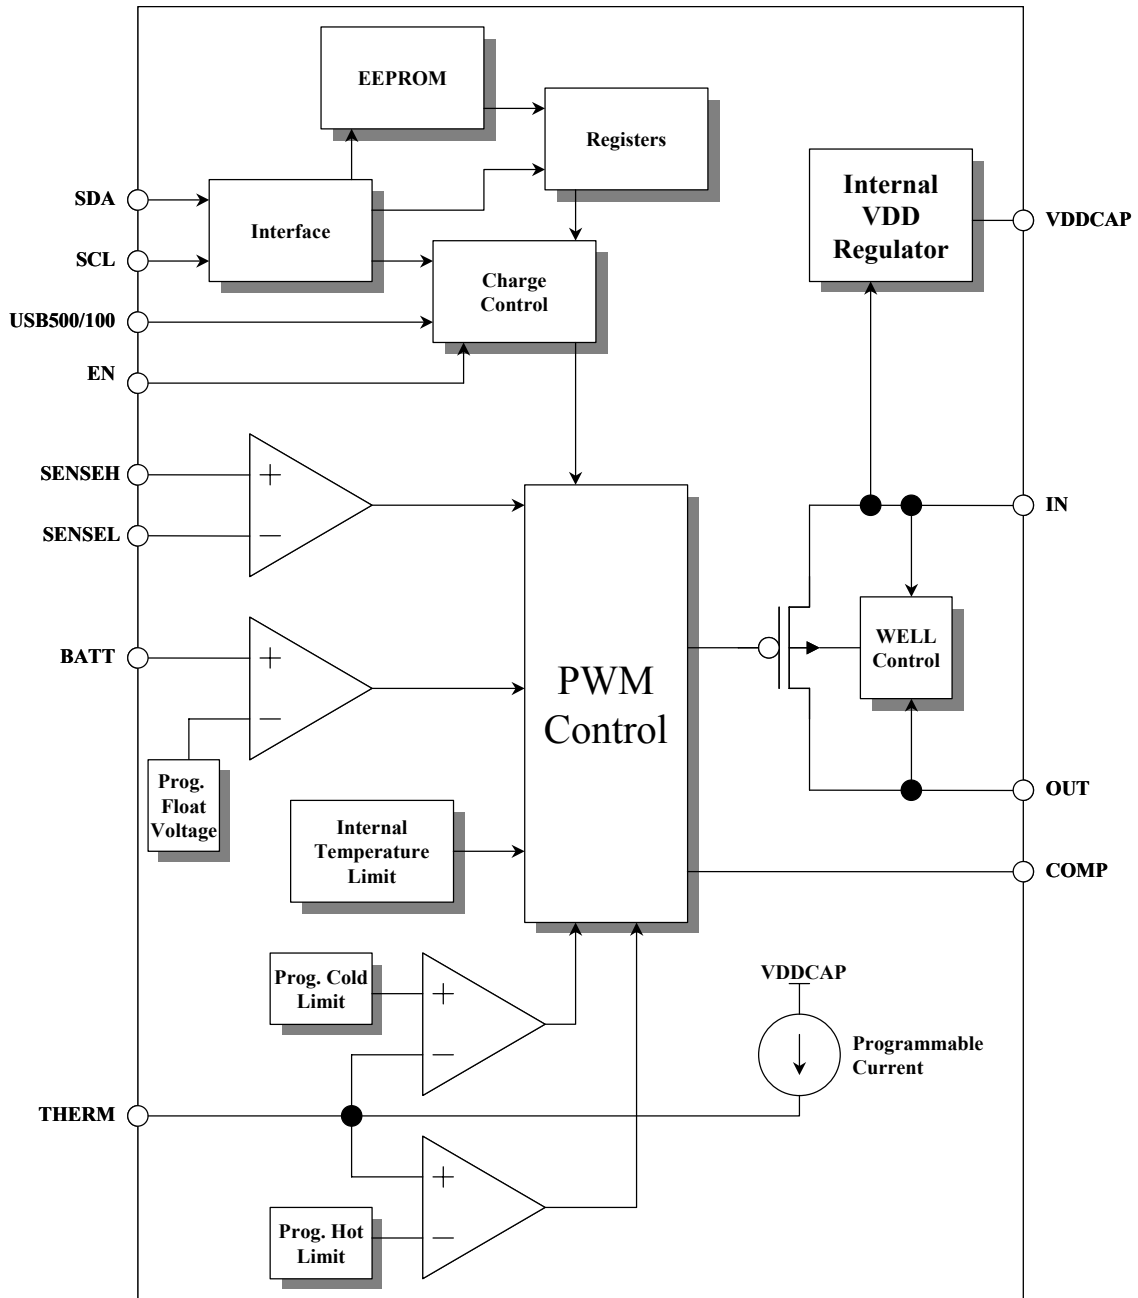 EEPROM
Registers
SDA
Interface
SCL
Charge
Control
USB500/100
EN
Internal
VDD
Regulator
VDDCAP
SENSEH
+
SENSEL
−
IN
BATT
+
−
Prog.
Float
Voltage
PWM
Control
WELL
Control
OUT
Internal
Temperature
Limit
COMP
Prog. Cold
Limit
+
−
VDDCAP
Programmable
Current
THERM
+
−
Prog. Hot
Limit